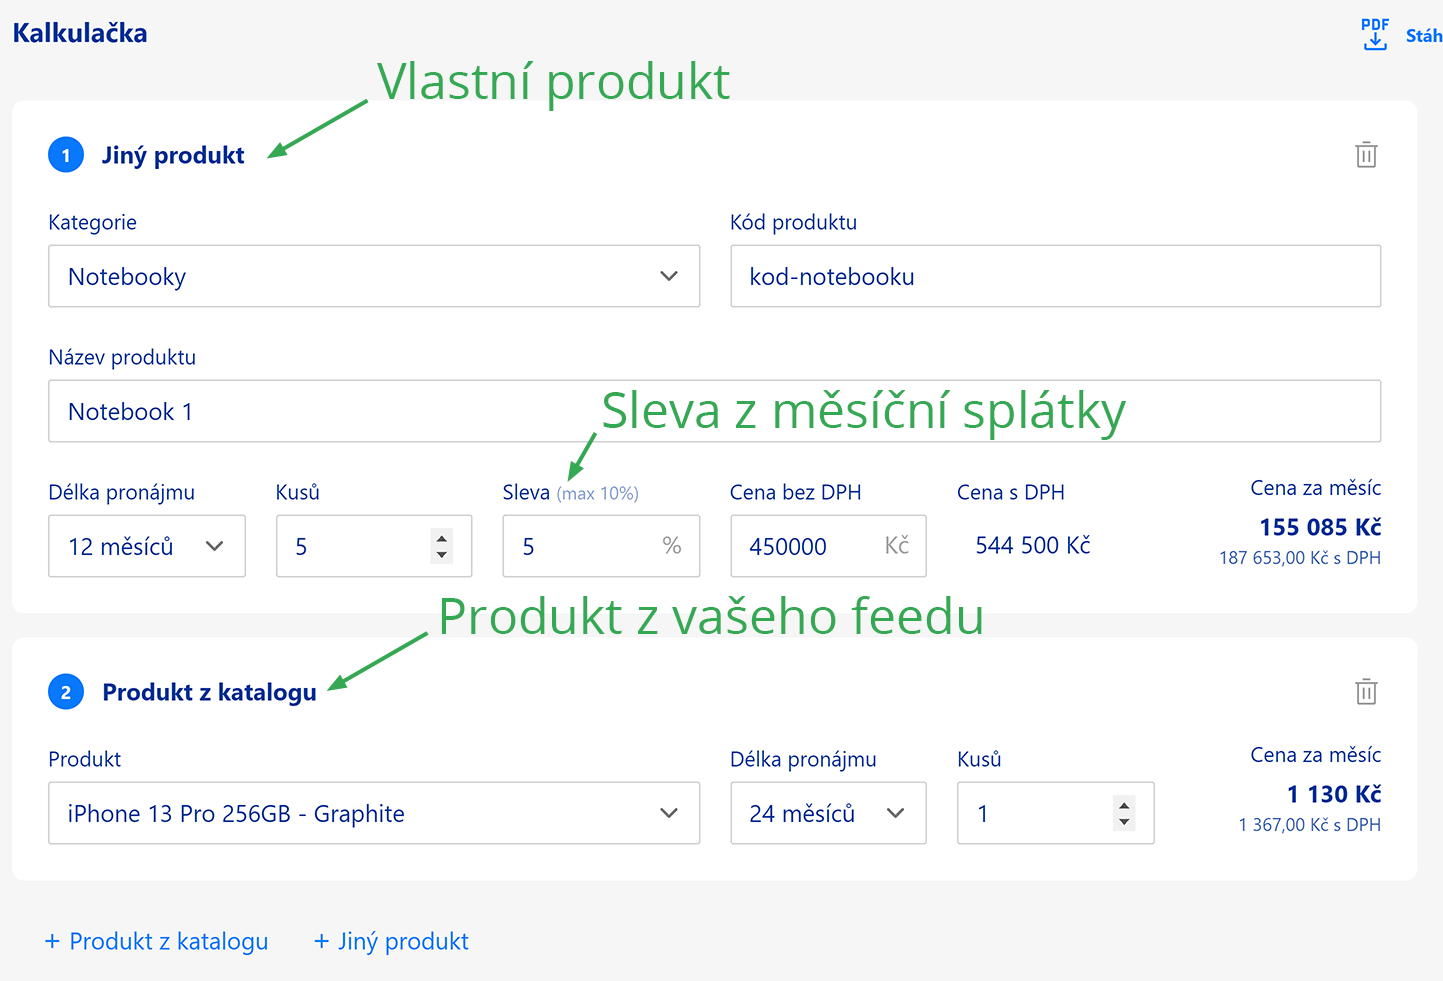 Kalkulačka
PDF
Stáh
Vlastní produkt
1 Jiný produkt
Kategorie
Notebooky
Kód produktu
kod-notebooku
Název produktu
Notebook 1
Sleva z měsíční splátky
Délka pronájmu
12 měsíců
Kusů
5
Sleva (max 10%)
5 %
Cena bez DPH
450000 Kč
Cena s DPH
544 500 Kč
Cena za měsíc
155 085 Kč
187 653,00 Kč s DPH
Produkt z vašeho feedu
2 Produkt z katalogu
Produkt
iPhone 13 Pro 256GB - Graphite
Délka pronájmu
24 měsíců
Kusů
1
Cena za měsíc
1 130 Kč
1 367,00 Kč s DPH
+ Produkt z katalogu
+ Jiný produkt